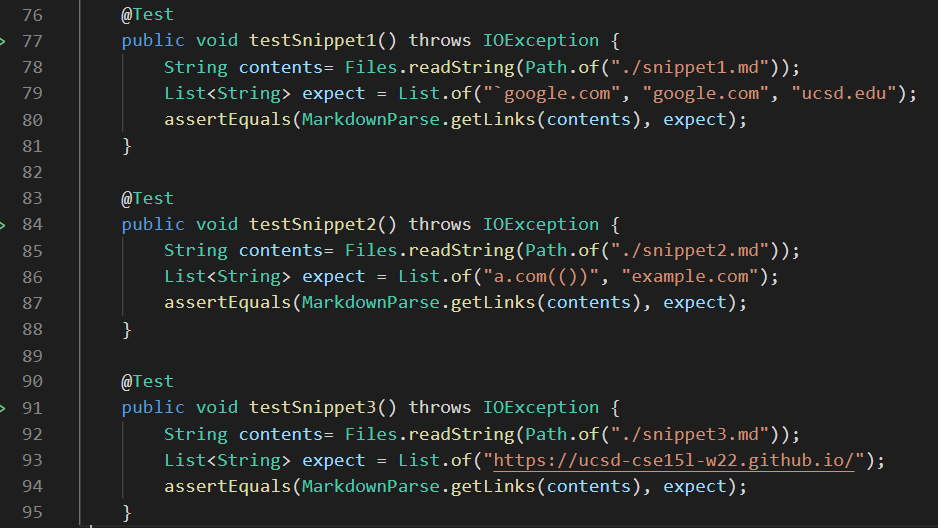 76 @Test
77 public void testSnippet1() throws IOException {
78 String contents= Files.readString(Path.of("./snippet1.md"));
79 List<String> expect = List.of("`google.com", "google.com", "ucsd.edu");
80 assertEquals(MarkdownParse.getLinks(contents), expect);
81 }
82
83 @Test
84 public void testSnippet2() throws IOException {
85 String contents= Files.readString(Path.of("./snippet2.md"));
86 List<String> expect = List.of("a.com(())", "example.com");
87 assertEquals(MarkdownParse.getLinks(contents), expect);
88 }
89
90 @Test
91 public void testSnippet3() throws IOException {
92 String contents= Files.readString(Path.of("./snippet3.md"));
93 List<String> expect = List.of("https://ucsd-cse15l-w22.github.io/");
94 assertEquals(MarkdownParse.getLinks(contents), expect);
95 }